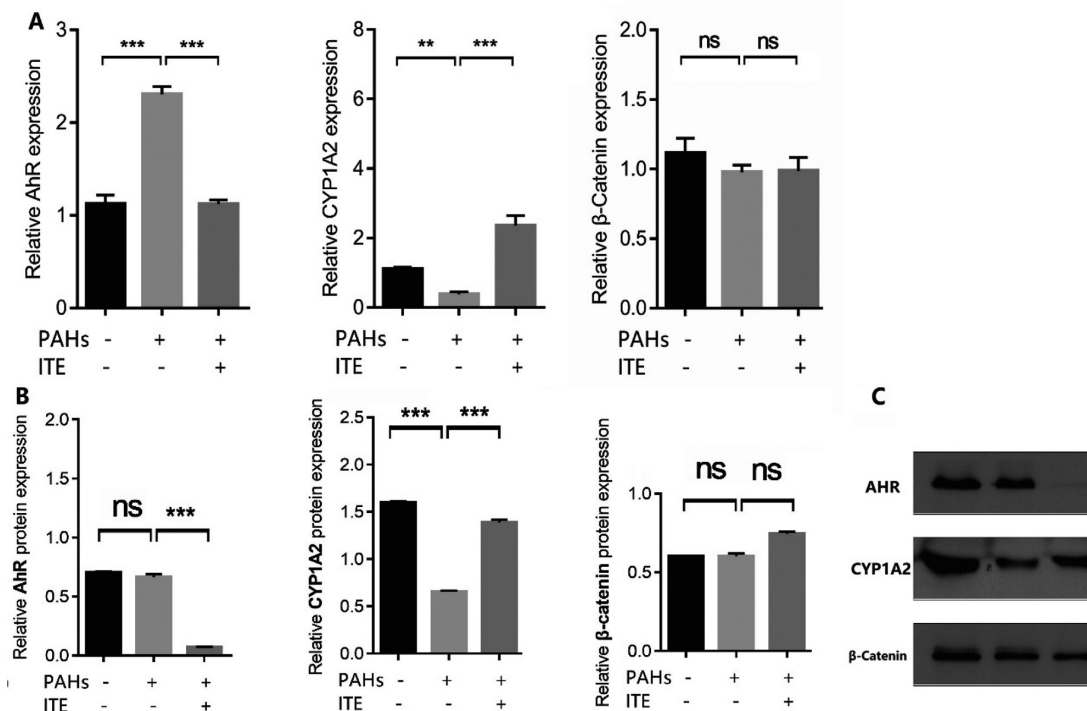 A
Relative AhR expression
3
2
1
0
*** ***
PAHs - + +
ITE - - +
Relative CYP1A2 expression
8
6
4
2
0
** ***
Relative β-Catenin expression
2.0
1.5
1.0
0.5
0.0
ns ns
PAHs - + +
ITE - - +
B
Relative AhR protein expression
2.0
1.5
1.0
0.5
0.0
ns ***
PAHs - + +
ITE - - +
Relative CYP1A2 protein expression
2.5
2.0
1.5
1.0
0.5
0.0
*** ***
PAHs - + +
ITE - - +
Relative β-catenin protein expression
1.0
0.5
0.0
ns ns
PAHs - + +
ITE - - +
C
AHR
CYP1A2
β-Catenin